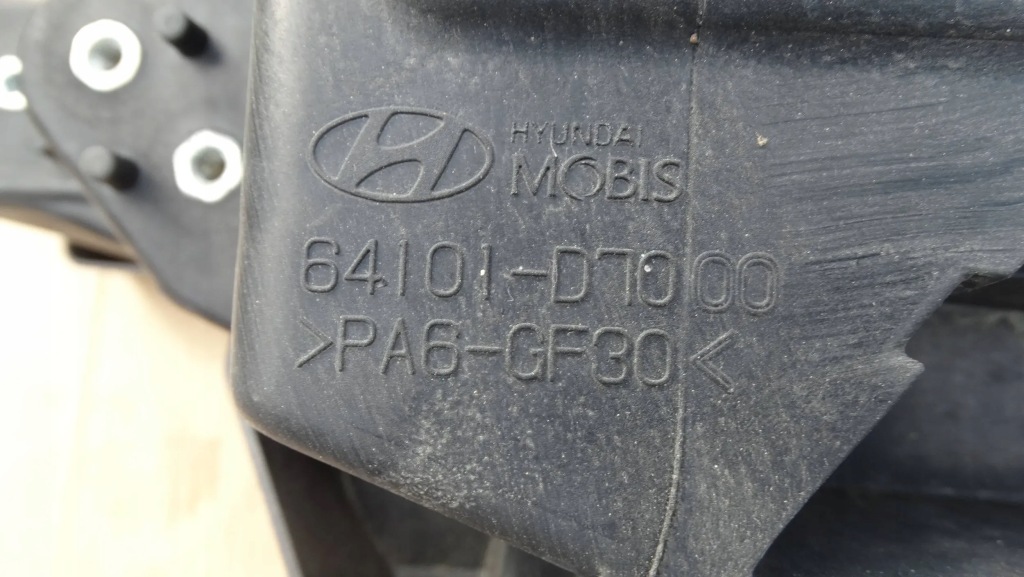 HYUNDAI
MOBIS
64101-D7000
>PA6-GF30<